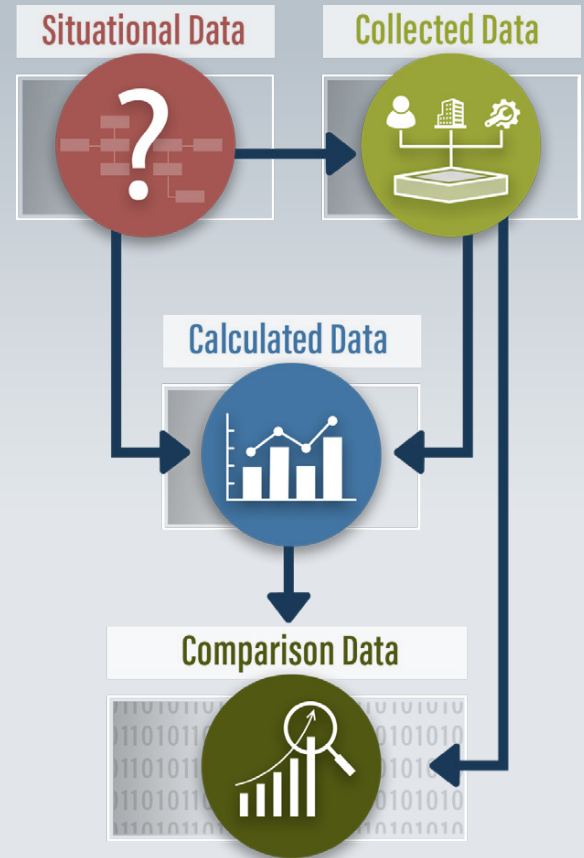 Situational Data
Collected Data
?
Calculated Data
Comparison Data